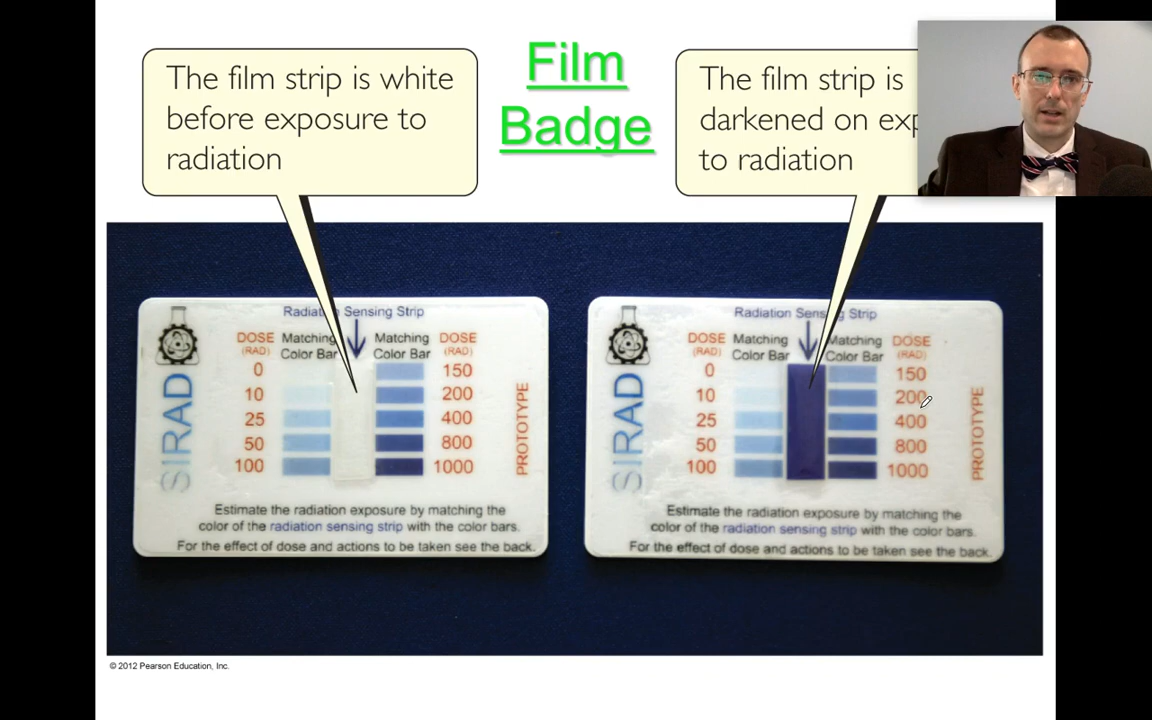 Film
Badge
The film strip is white
before exposure to
radiation
The film strip is
darkened on exp
to radiation
Radiation Sensing Strip
DOSE Matching Matching DOSE
(RAD) Color Bar Color Bar (RAD)
0 150
10 200
25 400
50 800
100 1000
SIRAD
PROTOTYPE
Estimate the radiation exposure by matching the
color of the radiation sensing strip with the color bars.
For the effect of dose and actions to be taken see the back.
Radiation Sensing Strip
DOSE Matching Matching DOSE
(RAD) Color Bar Color Bar (RAD)
0 150
10 200
25 400
50 800
100 1000
SIRAD
PROTOTYPE
Estimate the radiation exposure by matching the
color of the radiation sensing strip with the color bars.
For the effect of dose and actions to be taken see the back.
© 2012 Pearson Education, Inc.